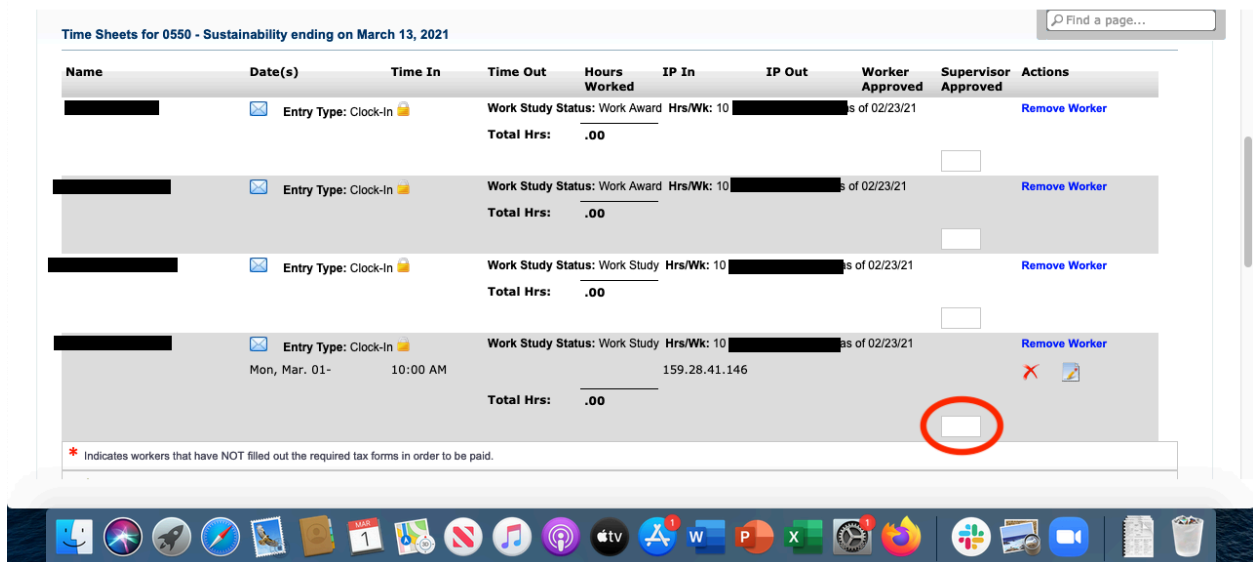 Find a page...
Time Sheets for 0550 - Sustainability ending on March 13, 2021
Name Date(s) Time In Time Out Hours Worked IP In IP Out Worker Approved Supervisor Approved Actions
Entry Type: Clock-In Work Study Status: Work Award Hrs/Wk: 10 as of 02/23/21 Remove Worker
Total Hrs: .00
Entry Type: Clock-In Work Study Status: Work Award Hrs/Wk: 10 s of 02/23/21 Remove Worker
Total Hrs: .00
Entry Type: Clock-In Work Study Status: Work Study Hrs/Wk: 10 as of 02/23/21 Remove Worker
Total Hrs: .00
Entry Type: Clock-In Work Study Status: Work Study Hrs/Wk: 10 as of 02/23/21 Remove Worker
Mon, Mar. 01- 10:00 AM 159.28.41.146
Total Hrs: .00
* Indicates workers that have NOT filled out the required tax forms in order to be paid.
MAR 1 tv 1 W P X 1